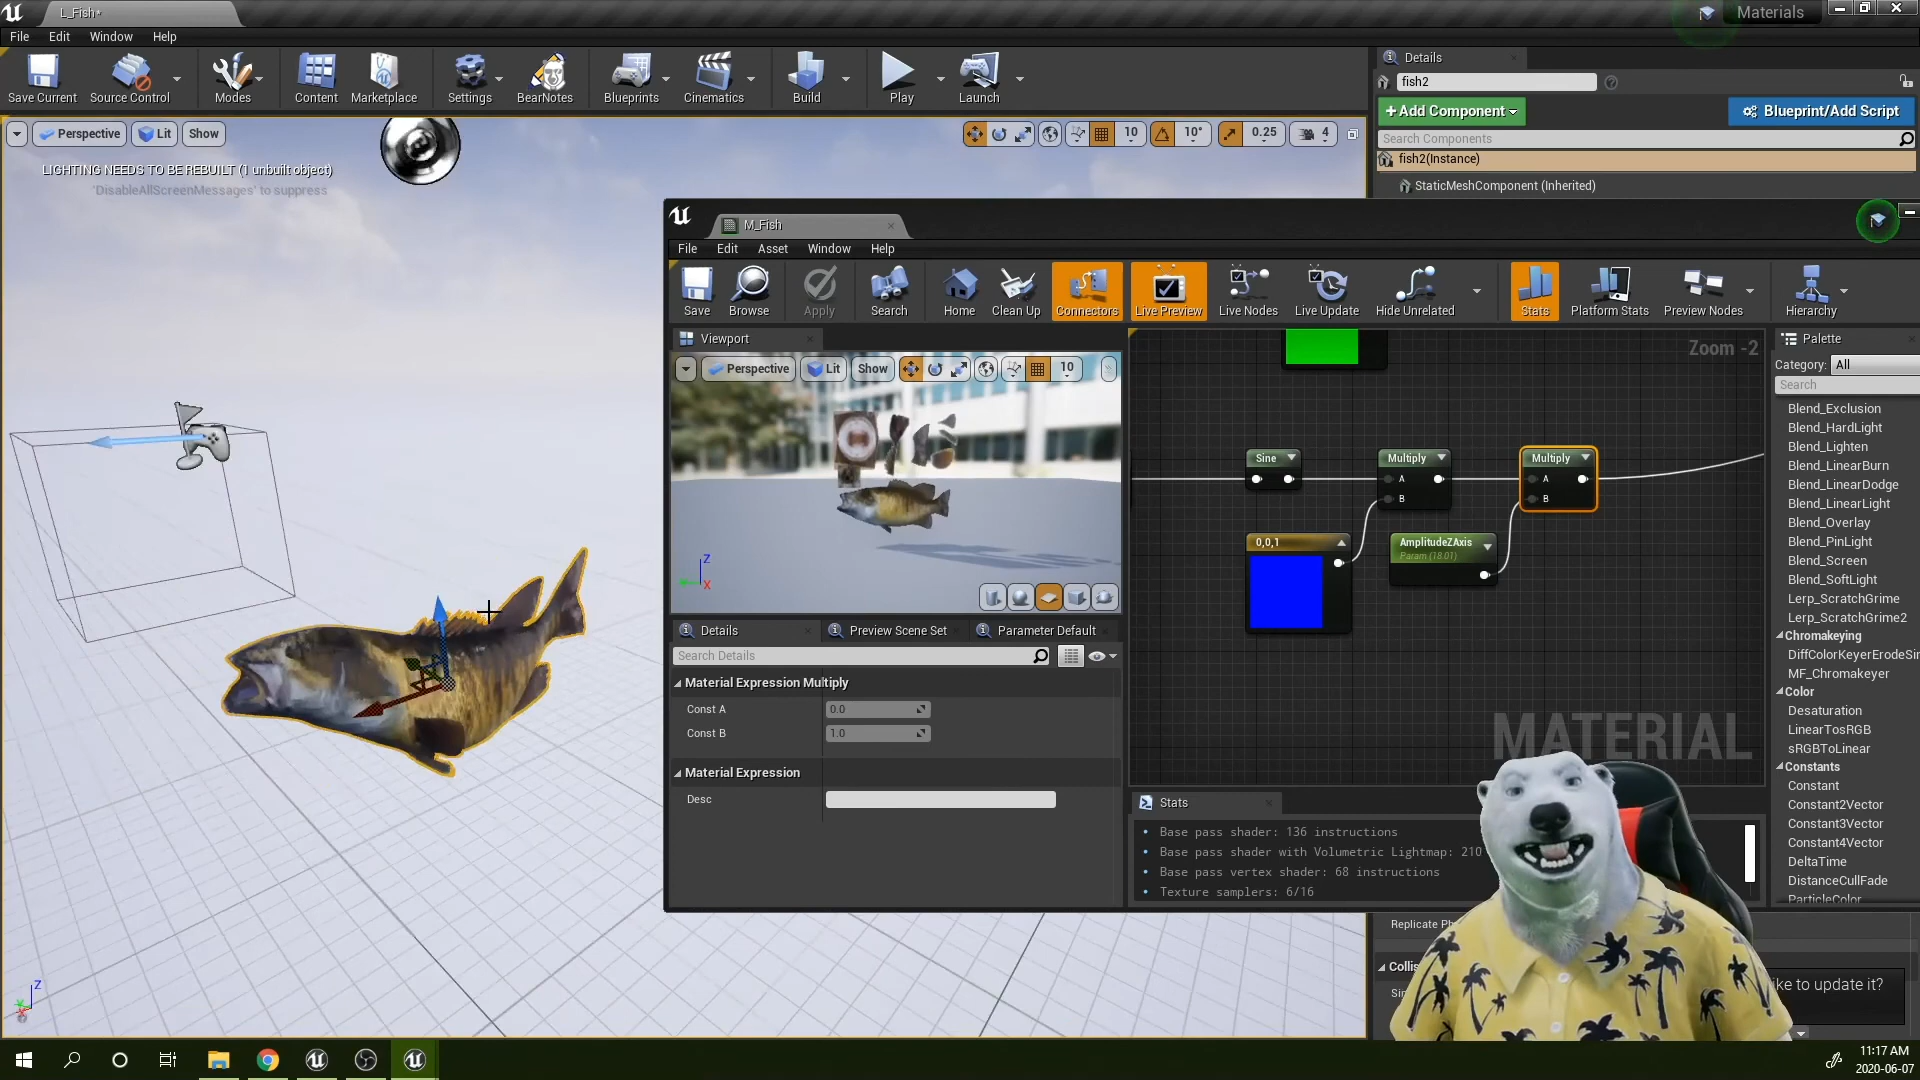 L_Fish*
Materials
File Edit Window Help
Save Current
Source Control
Modes
Content
Marketplace
Settings
BearNotes
Blueprints
Cinematics
Build
Play
Launch
Details
fish2
+Add Component
Blueprint/Add Script
Search Components
fish2(Instance)
StaticMeshComponent (Inherited)
Perspective Lit Show
10 10° 0.25 4
LIGHTING NEEDS TO BE REBUILT (1 unbuilt object)
'DisableAllScreenMessages' to suppress
M_Fish
File Edit Asset Window Help
Save
Browse
Apply
Search
Home
Clean Up
Connectors
Live Preview
Live Nodes
Live Update
Hide Unrelated
Stats
Platform Stats
Preview Nodes
Hierarchy
Viewport
Perspective Lit Show 10
Z
X
Zoom -2
Sine
Multiply
A
B
Multiply
A
B
0,0,1
AmplitudeZAxis
Param (18.01)
MATERIAL
Palette
Category: All
Search
Blend_Exclusion
Blend_HardLight
Blend_Lighten
Blend_LinearBurn
Blend_LinearDodge
Blend_LinearLight
Blend_Overlay
Blend_PinLight
Blend_Screen
Blend_SoftLight
Lerp_ScratchGrime
Lerp_ScratchGrime2
Chromakeying
DiffColorKeyerErodeSi
MF_Chromakeyer
Color
Desaturation
LinearTosRGB
sRGBToLinear
Constants
Constant
Constant2Vector
Constant3Vector
Constant4Vector
DeltaTime
DistanceCullFade
ParticleColor
Details
Preview Scene Set
Parameter Default
Search Details
Material Expression Multiply
Const A 0.0
Const B 1.0
Material Expression
Desc
Stats
Base pass shader: 136 instructions
Base pass shader with Volumetric Lightmap: 210
Base pass vertex shader: 68 instructions
Texture samplers: 6/16
Replicate Ph
Collis
Si
ke to update it?
Z
11:17 AM
2020-06-07